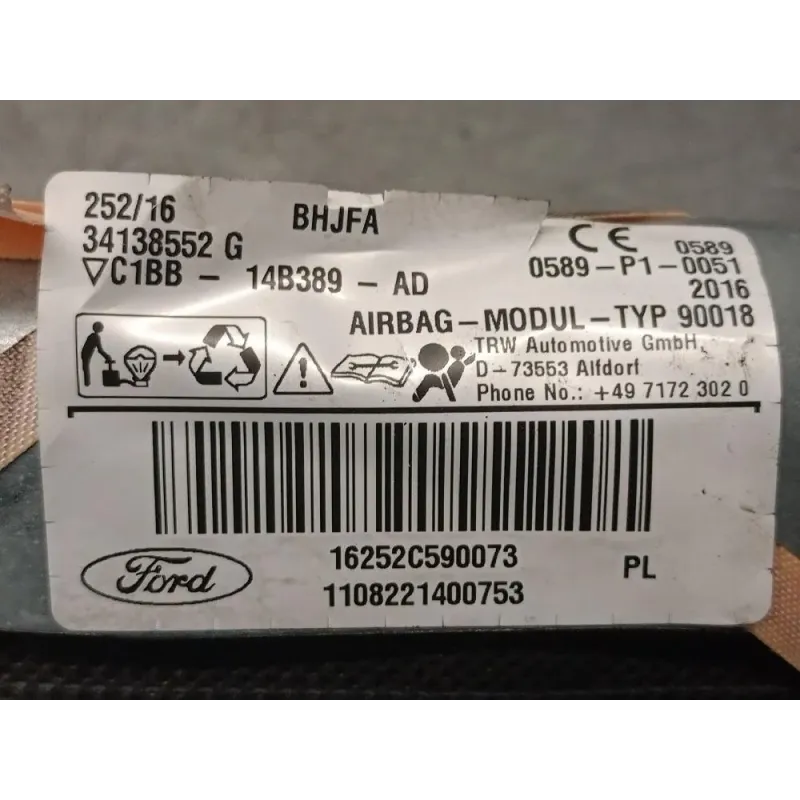 252/16 BHJFA
34138552 G
C1BB - 14B389 - AD
CE 0589
0589-P1-0051
2016
AIRBAG-MODUL-TYP 90018
TRW Automotive GmbH.
D-73553 Alfdorf
Phone No.: +49 7172 302 0
16252C590073
1108221400753
PL
Ford